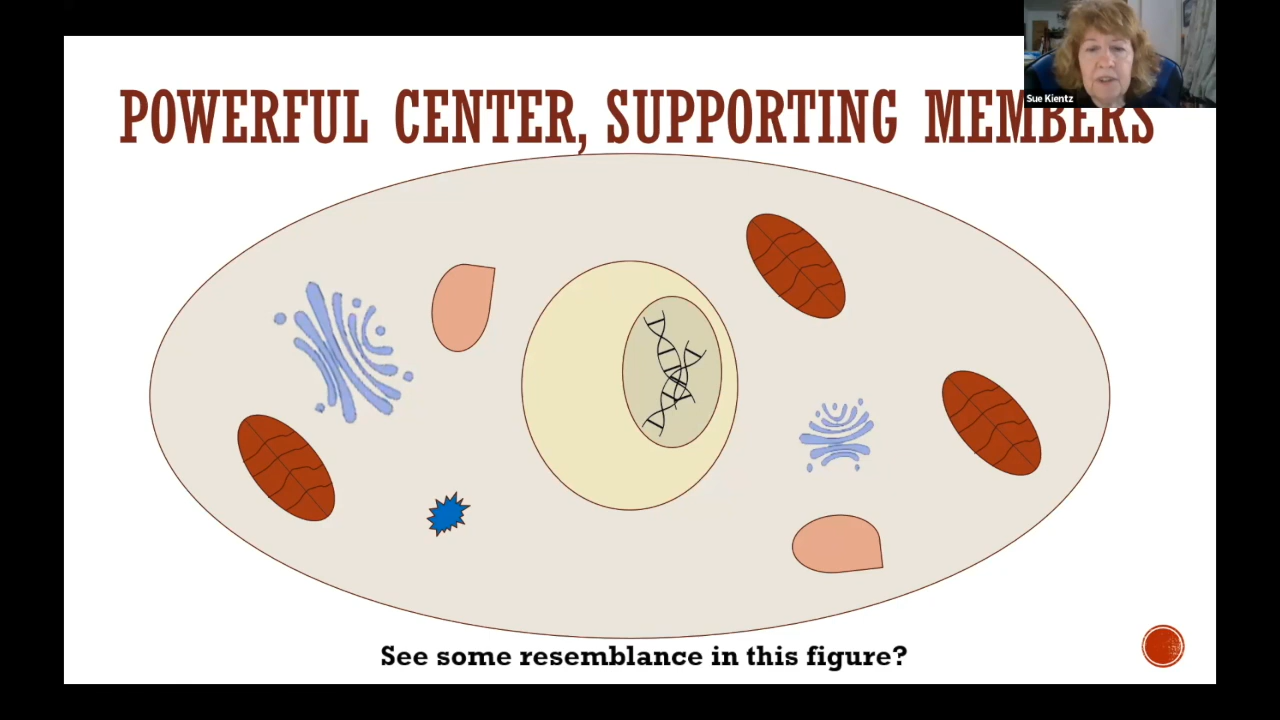 POWERFUL CENTER, SUPPORTING MEMBERS
Sue Kientz
See some resemblance in this figure?